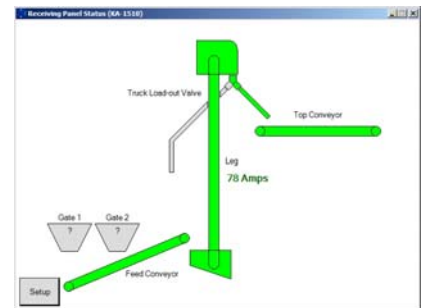 Receiving Panel Status (KA-1510)
Truck Load-out Valve
Top Conveyor
Leg
78 Amps
Gate 1 Gate 2
? ?
Feed Conveyor
Setup